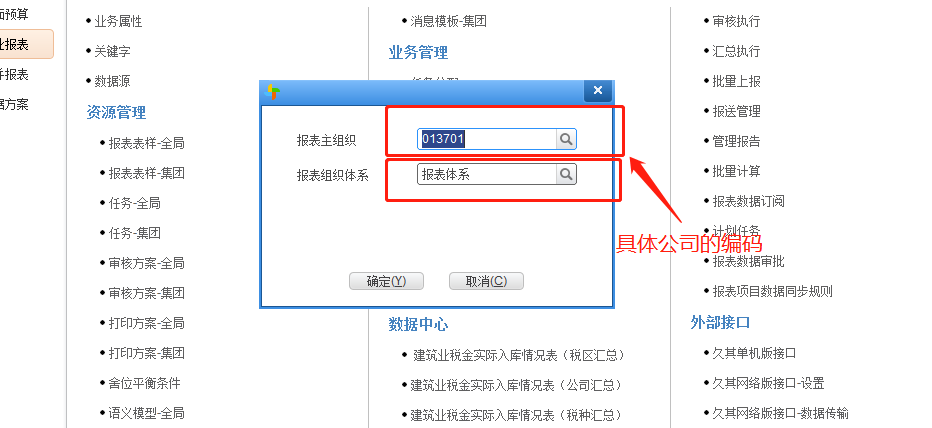 面预算
业报表
并报表
据方案
业务属性
关键字
数据源
资源管理
报表表样-全局
报表表样-集团
任务-全局
任务-集团
审核方案-全局
审核方案-集团
打印方案-全局
打印方案-集团
舍位平衡条件
语义模型-全局
消息模板-集团
业务管理
报表主组织
013701
报表组织体系
报表体系
确定(Y)
取消(C)
具体公司的编码
数据中心
建筑业税金实际入库情况表（税区汇总）
建筑业税金实际入库情况表（公司汇总）
建筑业税金实际入库情况表（税种汇总）
审核执行
汇总执行
批量上报
报送管理
管理报告
批量计算
报表数据订阅
计划任务
报表数据审批
报表项目数据同步规则
外部接口
久其单机版接口
久其网络版接口-设置
久其网络版接口-数据传输